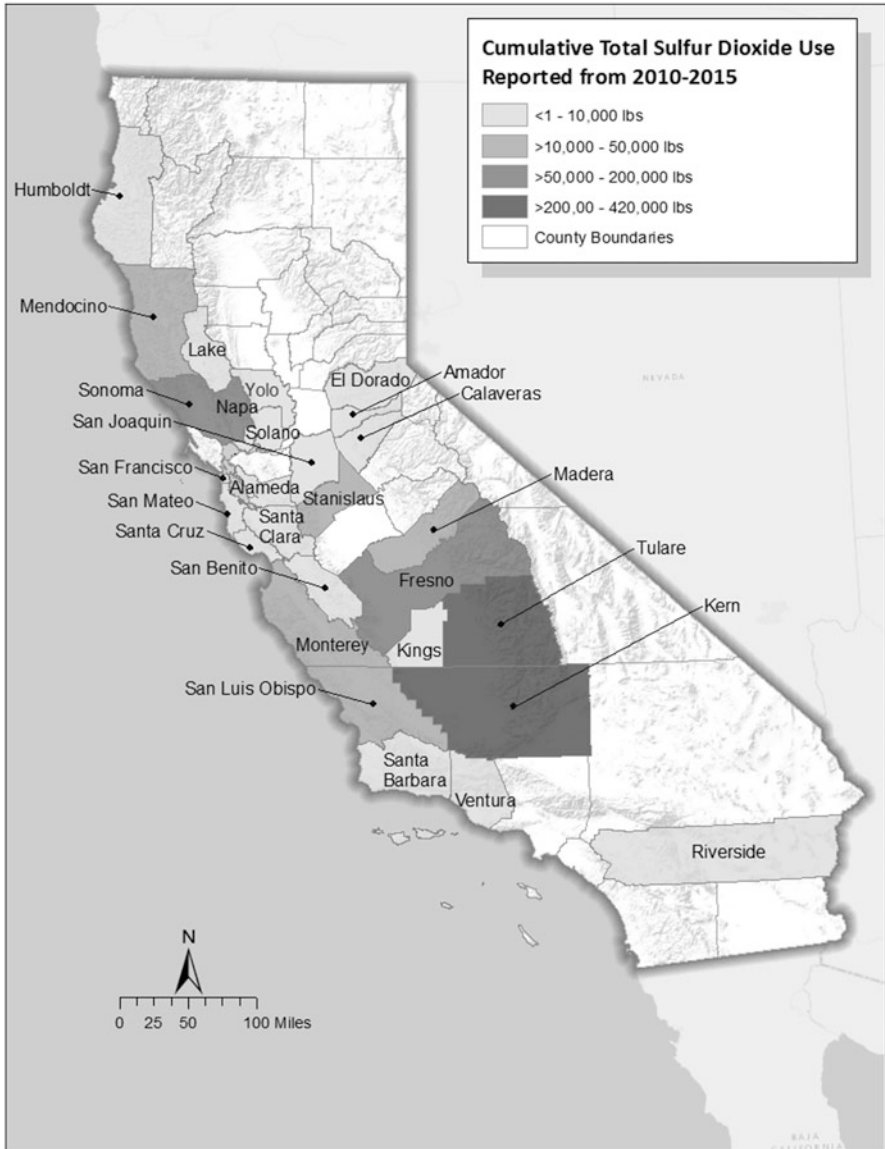 Cumulative Total Sulfur Dioxide Use
Reported from 2010-2015
<1 - 10,000 lbs
>10,000 - 50,000 lbs
>50,000 - 200,000 lbs
>200,00 - 420,000 lbs
County Boundaries
Humboldt
Mendocino
Lake
Sonoma
Napa
Yolo
Solano
El Dorado
Amador
Calaveras
NEVADA
San Joaquin
San Francisco
Alameda
Stanislaus
San Mateo
Santa
Clara
Santa Cruz
Madera
San Benito
Fresno
Tulare
Kern
Monterey
Kings
San Luis Obispo
Santa
Barbara
Ventura
Riverside
N
0 25 50 100 Miles
BAJA
CALIFORNIA